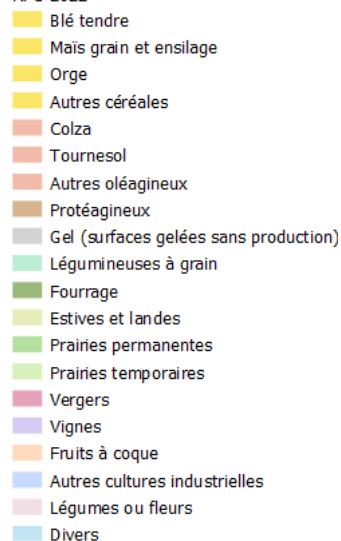 Blé tendre
Maïs grain et ensilage
Orge
Autres céréales
Colza
Tournesol
Autres oléagineux
Protéagineux
Gel (surfaces gelées sans production)
Légumineuses à grain
Fourrage
Estives et landes
Prairies permanentes
Prairies temporaires
Vergers
Vignes
Fruits à coque
Autres cultures industrielles
Légumes ou fleurs
Divers